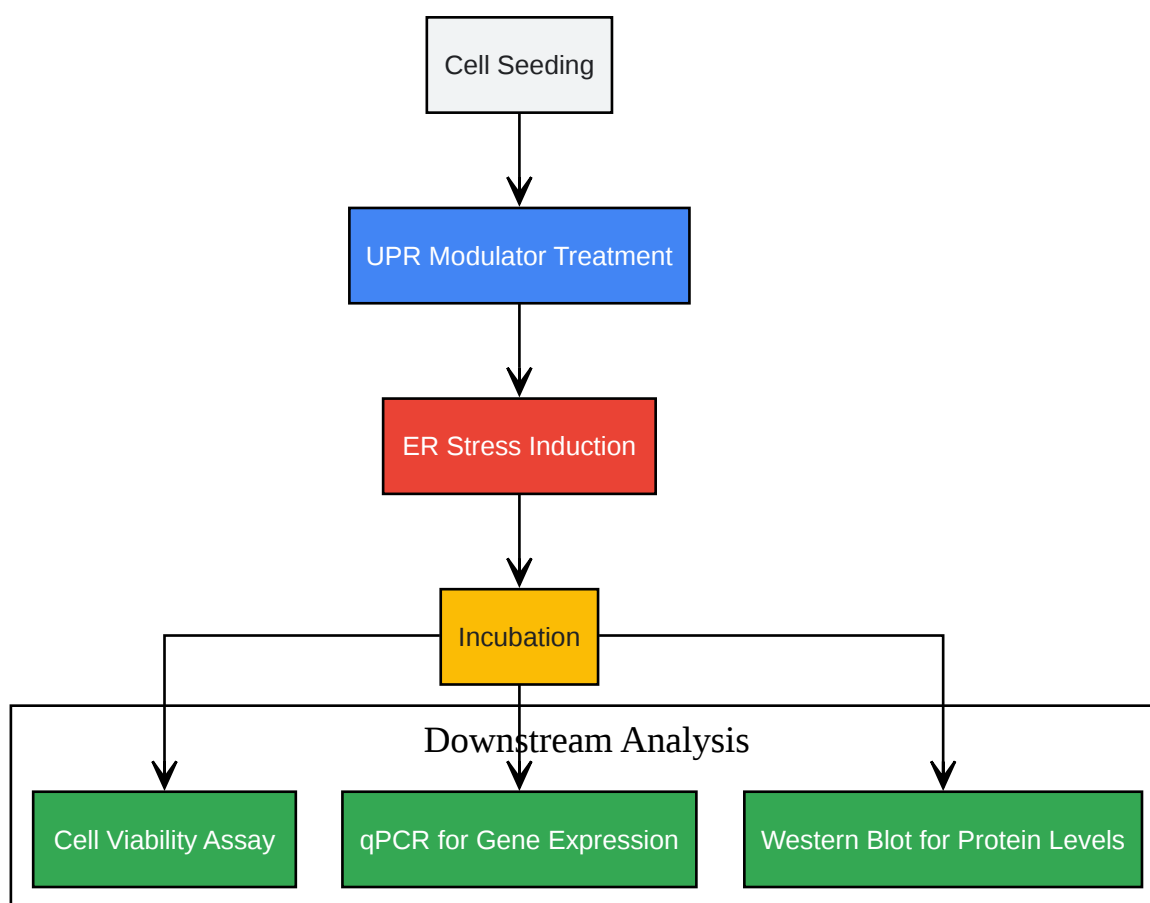 Cell Seeding
UPR Modulator Treatment
ER Stress Induction
Incubation
Downstream Analysis
Cell Viability Assay
qPCR for Gene Expression
Western Blot for Protein Levels